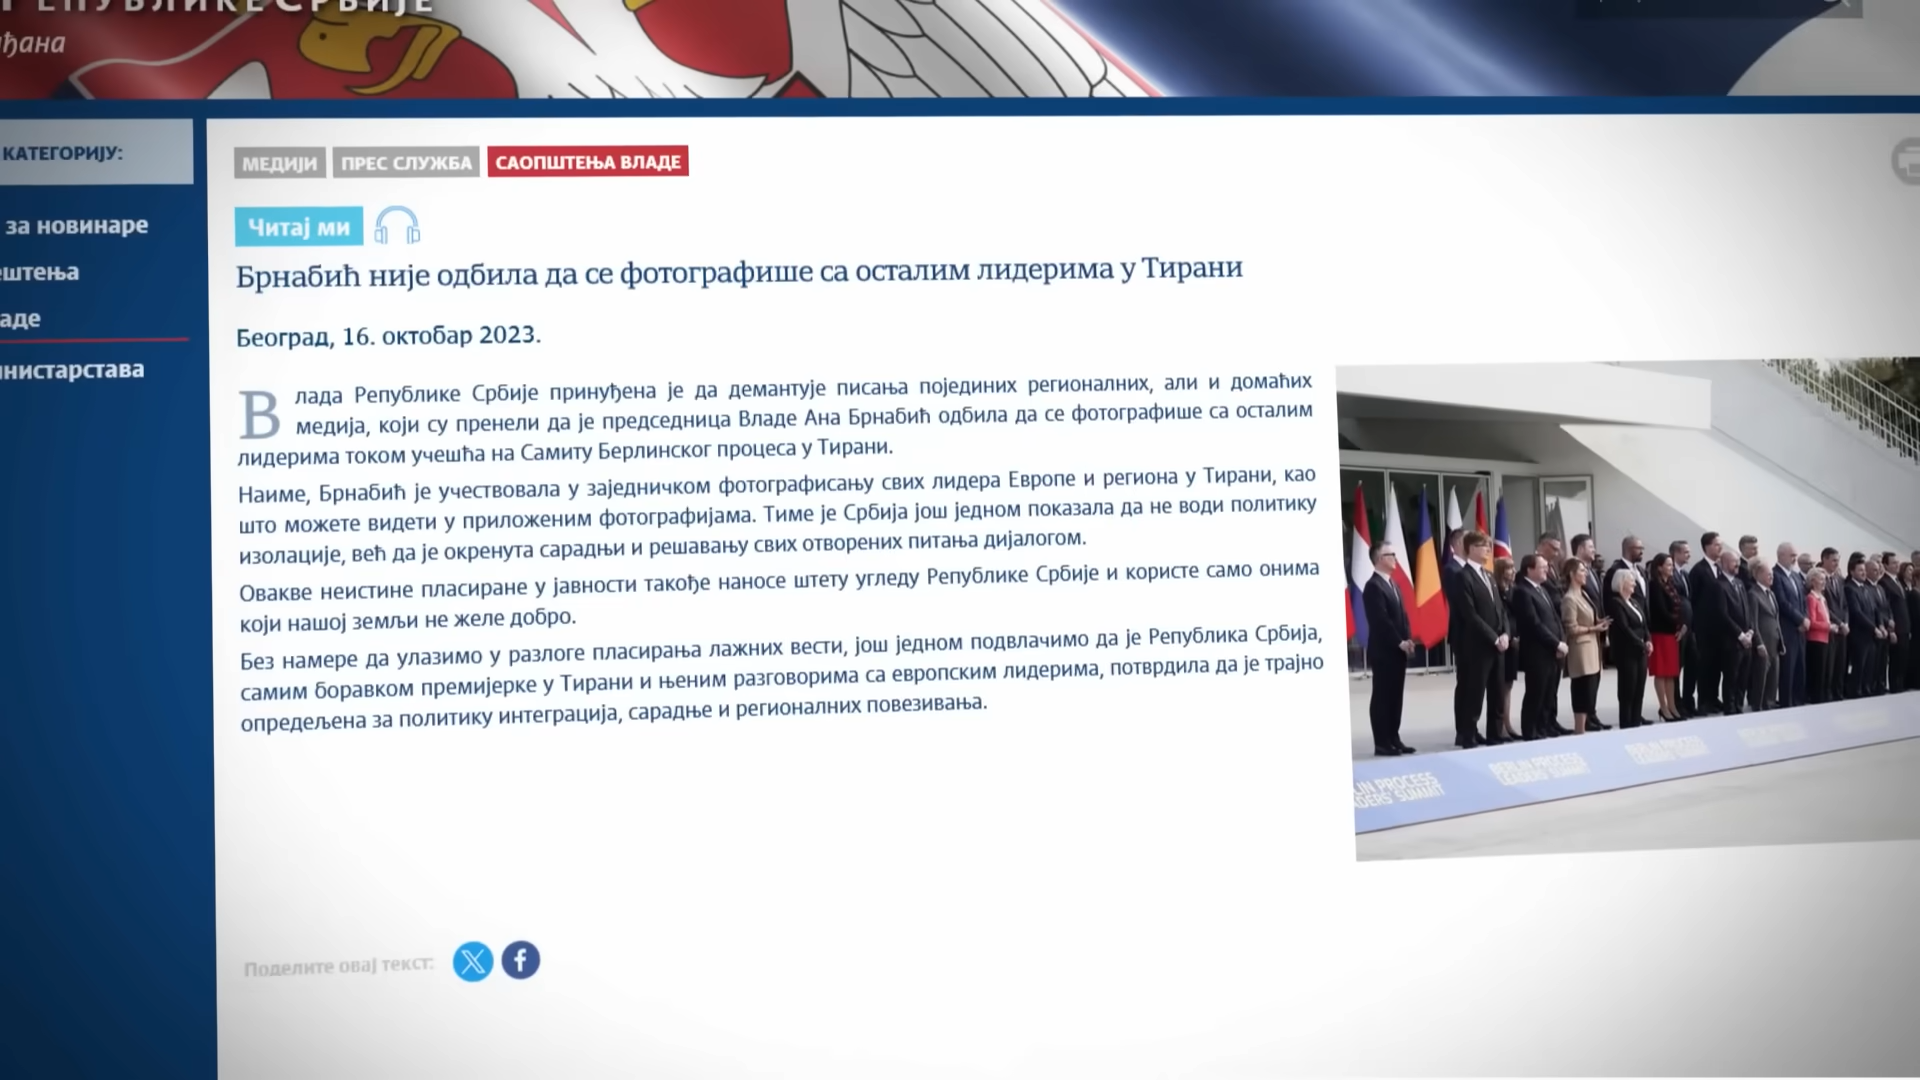 РЕПУБЛИКЕ СРБИЈЕ
КАТЕГОРИЈУ:
за новинаре
МЕДИЈИ ПРЕС СЛУЖБА САОПШТЕЊА ВЛАДЕ
Читај ми
Брнабић није одбила да се фотографише са осталим лидерима у Тирани
Београд, 16. октобар 2023.
Влада Републике Србије принуђена је да демантује писања појединих регионалних, али и домаћих
медија, који су пренели да је председница Владе Ана Брнабић одбила да се фотографише са осталим
лидерима током учешћа на Самиту Берлинског процеса у Тирани.
Наиме, Брнабић је учествовала у заједничком фотографисању свих лидера Европе и региона у Тирани, као
што можете видети у приложеним фотографијама. Тиме је Србија још једном показала да не води политику
изолације, већ да је окренута сарадњи и решавању свих отворених питања дијалогом.
Овакве неистине пласиране у јавности такође наносе штету угледу Републике Србије и користе само онима
који нашој земљи не желе добро.
Без намере да улазимо у разлоге пласирања лажних вести, још једном подвлачимо да је Република Србија,
самим боравком премијерке у Тирани и њеним разговорима са европским лидерима, потврдила да је трајно
опредељена за политику интеграција, сарадње и регионалних повезивања.
BERLIN PROCESS
LEADERS' SUMMIT
Поделите овај текст: